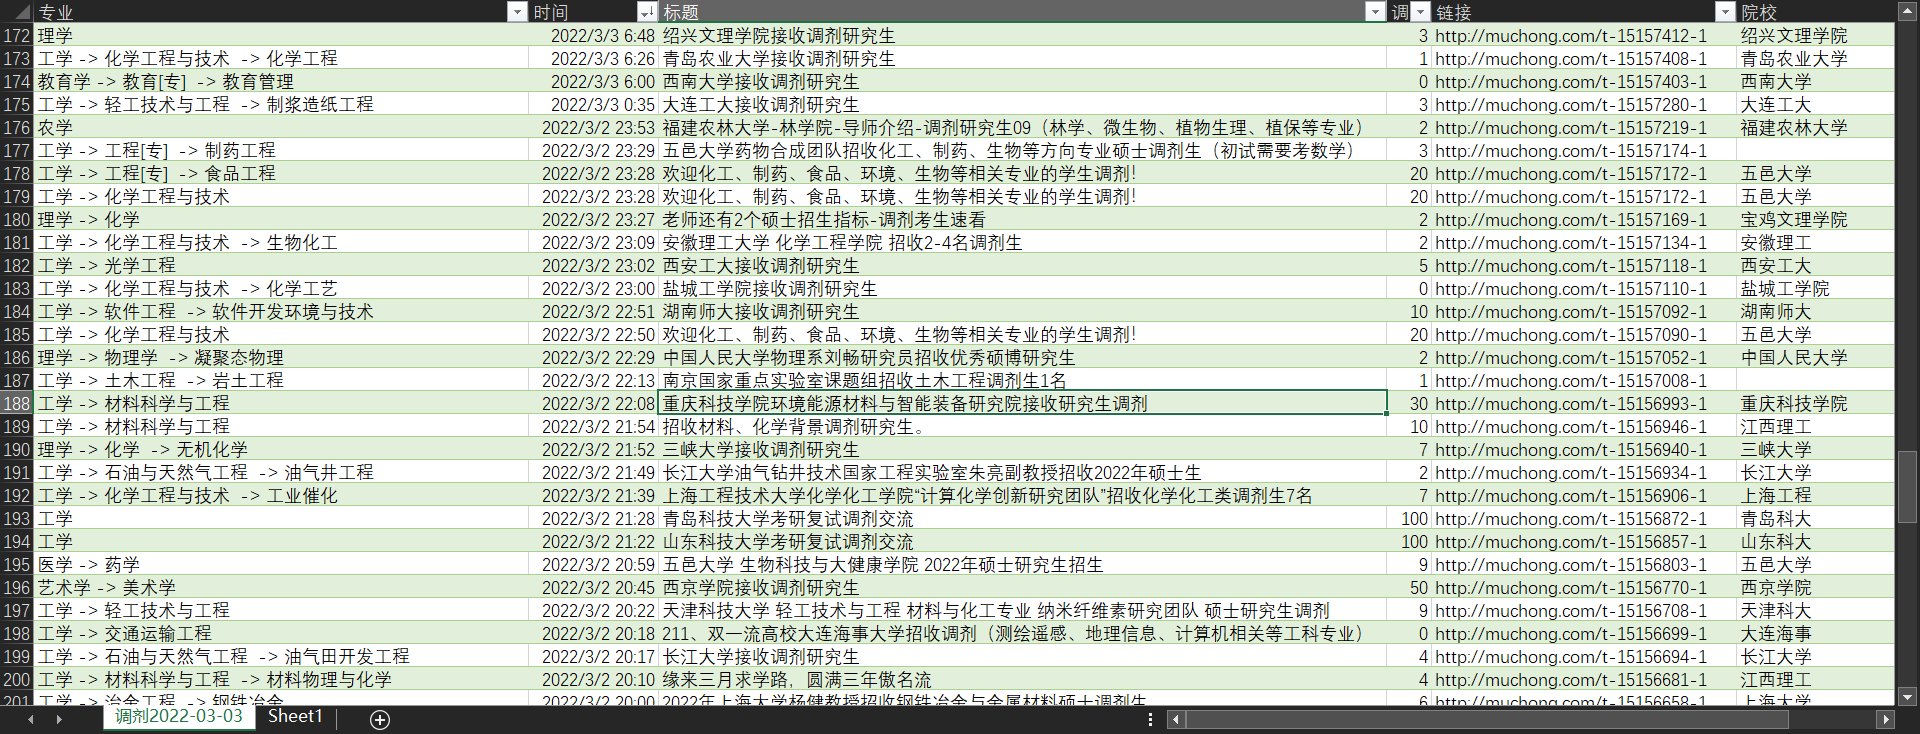 专业 时间 标题 调 链接 院校
172 理学 2022/3/3 6:48 绍兴文理学院接收调剂研究生 3 http://muchong.com/t-15157412-1 绍兴文理学院
173 工学 -> 化学工程与技术 -> 化学工程 2022/3/3 6:26 青岛农业大学接收调剂研究生 1 http://muchong.com/t-15157408-1 青岛农业大学
174 教育学 -> 教育[专] -> 教育管理 2022/3/3 6:00 西南大学接收调剂研究生 0 http://muchong.com/t-15157403-1 西南大学
175 工学 -> 轻工技术与工程 -> 制浆造纸工程 2022/3/3 0:35 大连工大接收调剂研究生 3 http://muchong.com/t-15157280-1 大连工大
176 农学 2022/3/2 23:53 福建农林大学-林学院-导师介绍-调剂研究生09（林学、微生物、植物生理、植保等专业） 2 http://muchong.com/t-15157219-1 福建农林大学
177 工学 -> 工程[专] -> 制药工程 2022/3/2 23:29 五邑大学药物合成团队招收化工、制药、生物等方向专业硕士调剂生（初试需要考数学） 3 http://muchong.com/t-15157174-1
178 工学 -> 工程[专] -> 食品工程 2022/3/2 23:28 欢迎化工、制药、食品、环境、生物等相关专业的学生调剂！ 20 http://muchong.com/t-15157172-1 五邑大学
179 工学 -> 化学工程与技术 2022/3/2 23:28 欢迎化工、制药、食品、环境、生物等相关专业的学生调剂！ 20 http://muchong.com/t-15157172-1 五邑大学
180 理学 -> 化学 2022/3/2 23:27 老师还有2个硕士招生指标-调剂考生速看 2 http://muchong.com/t-15157169-1 宝鸡文理学院
181 工学 -> 化学工程与技术 -> 生物化工 2022/3/2 23:09 安徽理工大学 化学工程学院 招收2-4名调剂生 2 http://muchong.com/t-15157134-1 安徽理工
182 工学 -> 光学工程 2022/3/2 23:02 西安工大接收调剂研究生 5 http://muchong.com/t-15157118-1 西安工大
183 工学 -> 化学工程与技术 -> 化学工艺 2022/3/2 23:00 盐城工学院接收调剂研究生 0 http://muchong.com/t-15157110-1 盐城工学院
184 工学 -> 软件工程 -> 软件开发环境与技术 2022/3/2 22:51 湖南师大接收调剂研究生 10 http://muchong.com/t-15157092-1 湖南师大
185 工学 -> 化学工程与技术 2022/3/2 22:50 欢迎化工、制药、食品、环境、生物等相关专业的学生调剂！ 20 http://muchong.com/t-15157090-1 五邑大学
186 理学 -> 物理学 -> 凝聚态物理 2022/3/2 22:29 中国人民大学物理系刘畅研究员招收优秀硕博研究生 2 http://muchong.com/t-15157052-1 中国人民大学
187 工学 -> 土木工程 -> 岩土工程 2022/3/2 22:13 南京国家重点实验室课题组招收土木工程调剂生1名 1 http://muchong.com/t-15157008-1
188 工学 -> 材料科学与工程 2022/3/2 22:08 重庆科技学院环境能源材料与智能装备研究院接收研究生调剂 30 http://muchong.com/t-15156993-1 重庆科技学院
189 工学 -> 材料科学与工程 2022/3/2 21:54 招收材料、化学背景调剂研究生。 10 http://muchong.com/t-15156946-1 江西理工
190 理学 -> 化学 -> 无机化学 2022/3/2 21:52 三峡大学接收调剂研究生 7 http://muchong.com/t-15156940-1 三峡大学
191 工学 -> 石油与天然气工程 -> 油气井工程 2022/3/2 21:49 长江大学油气钻井技术国家工程实验室朱亮副教授招收2022年硕士生 2 http://muchong.com/t-15156934-1 长江大学
192 工学 -> 化学工程与技术 -> 工业催化 2022/3/2 21:39 上海工程技术大学化学化工学院“计算化学创新研究团队”招收化学化工类调剂生7名 7 http://muchong.com/t-15156906-1 上海工程
193 工学 2022/3/2 21:28 青岛科技大学考研复试调剂交流 100 http://muchong.com/t-15156872-1 青岛科大
194 工学 2022/3/2 21:22 山东科技大学考研复试调剂交流 100 http://muchong.com/t-15156857-1 山东科大
195 医学 -> 药学 2022/3/2 20:59 五邑大学 生物科技与大健康学院 2022年硕士研究生招生 9 http://muchong.com/t-15156803-1 五邑大学
196 艺术学 -> 美术学 2022/3/2 20:45 西京学院接收调剂研究生 50 http://muchong.com/t-15156770-1 西京学院
197 工学 -> 轻工技术与工程 2022/3/2 20:22 天津科技大学 轻工技术与工程 材料与化工专业 纳米纤维素研究团队 硕士研究生调剂 9 http://muchong.com/t-15156708-1 天津科大
198 工学 -> 交通运输工程 2022/3/2 20:18 211、双一流高校大连海事大学招收调剂（测绘遥感、地理信息、计算机相关等工科专业） 0 http://muchong.com/t-15156699-1 大连海事
199 工学 -> 石油与天然气工程 -> 油气田开发工程 2022/3/2 20:17 长江大学接收调剂研究生 4 http://muchong.com/t-15156694-1 长江大学
200 工学 -> 材料科学与工程 -> 材料物理与化学 2022/3/2 20:10 缘来三月求学路，圆满三年傲名流 4 http://muchong.com/t-15156681-1 江西理工
201 工学 -> 冶金工程 -> 钢铁冶金 2022/3/2 20:00 2022年上海大学杨健教授招收钢铁冶金与金属材料硕士调剂生 6 http://muchong.com/t-15156658-1 上海大学
调剂2022-03-03 Sheet1